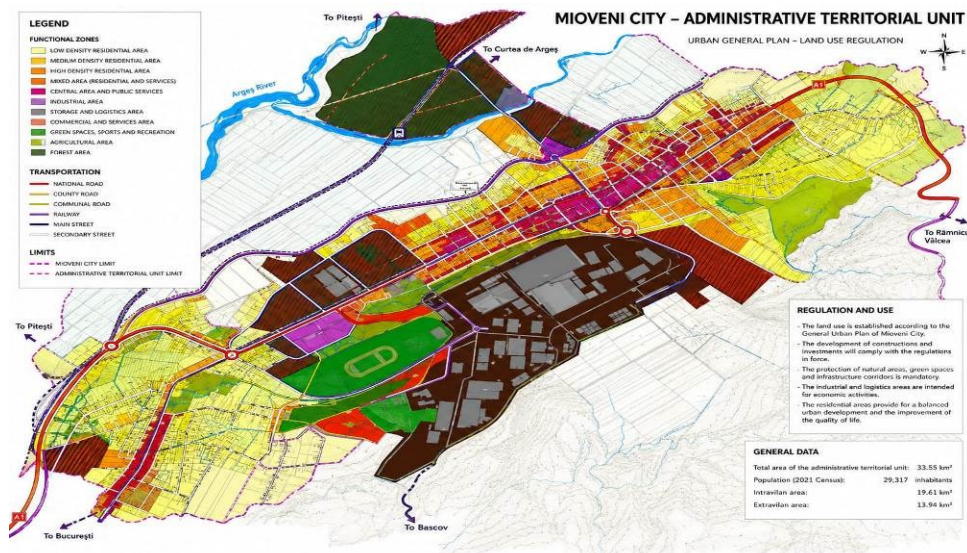 MIOVENI CITY – ADMINISTRATIVE TERRITORIAL UNIT
URBAN GENERAL PLAN – LAND USE REGULATION
N
W
E
S
LEGEND
FUNCTIONAL ZONES
LOW DENSITY RESIDENTIAL AREA
MEDIUM DENSITY RESIDENTIAL AREA
HIGH DENSITY RESIDENTIAL AREA
MIXED AREA (RESIDENTIAL AND SERVICES)
CENTRAL AREA AND PUBLIC SERVICES
INDUSTRIAL AREA
STORAGE AND LOGISTICS AREA
COMMERCIAL AND SERVICES AREA
GREEN SPACES, SPORTS AND RECREATION
AGRICULTURAL AREA
FOREST AREA
TRANSPORTATION
NATIONAL ROAD
COUNTY ROAD
COMMUNAL ROAD
RAILWAY
MAIN STREET
SECONDARY STREET
LIMITS
MIOVENI CITY LIMIT
ADMINISTRATIVE TERRITORIAL UNIT LIMIT
To Pitești
To Curtea de Argeș
Argeș River
A1
To Râmnicu
Vâlcea
To Pitești
A1
To București
To Bascov
REGULATION AND USE
- The land use is established according to the
General Urban Plan of Mioveni City.
- The development of constructions and
investments will comply with the regulations
in force.
- The protection of natural areas, green spaces
and infrastructure corridors is mandatory.
- The industrial and logistics areas are intended
for economic activities.
- The residential areas provide for a balanced
urban development and the improvement of
the quality of life.
GENERAL DATA
Total area of the administrative territorial unit: 33.55 km²
Population (2021 Census): 29,317 inhabitants
Intravilan area: 19.61 km²
Extravilan area: 13.94 km²